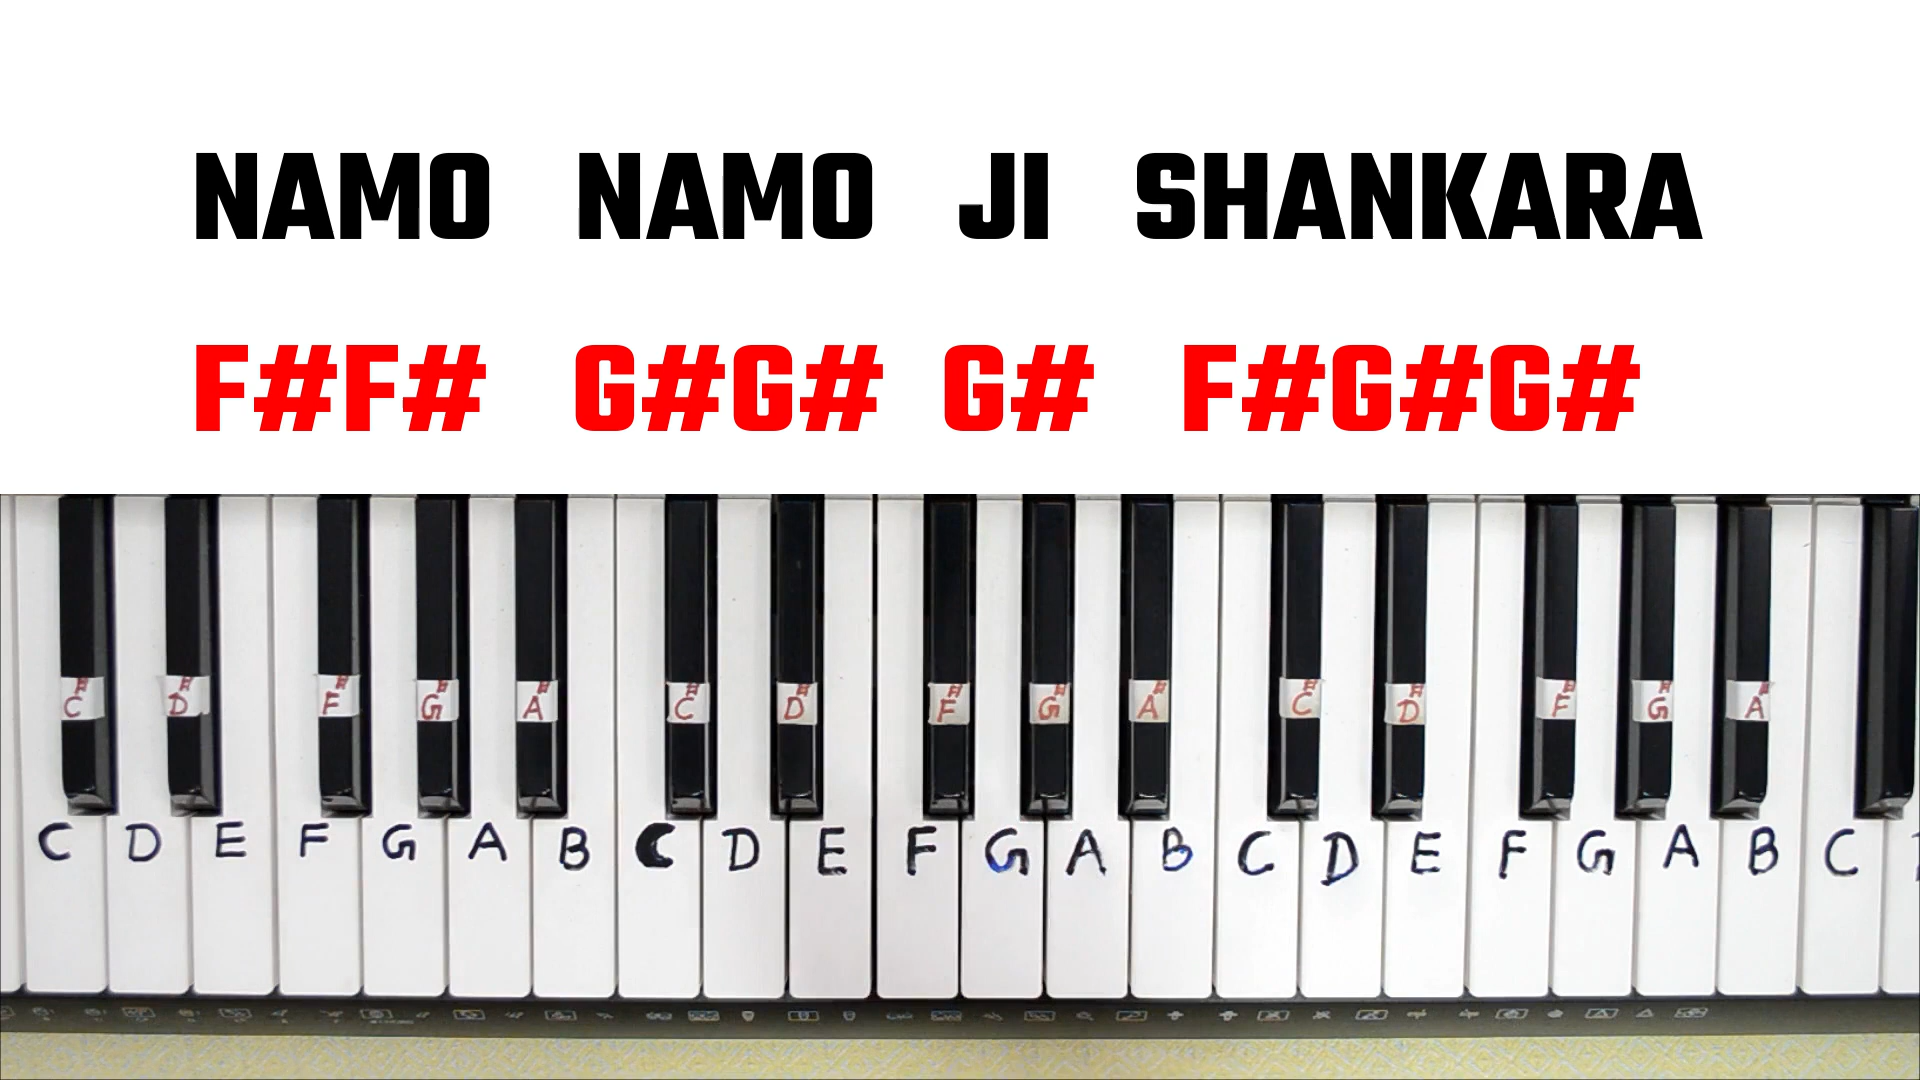 NAMO NAMO JI SHANKARA
F#F# G#G# G# F#G#G#
C# D# F# G# A# C# D# F# G# A# C# D# F# G# A#
C D E F G A B C D E F G A B C D E F G A B C